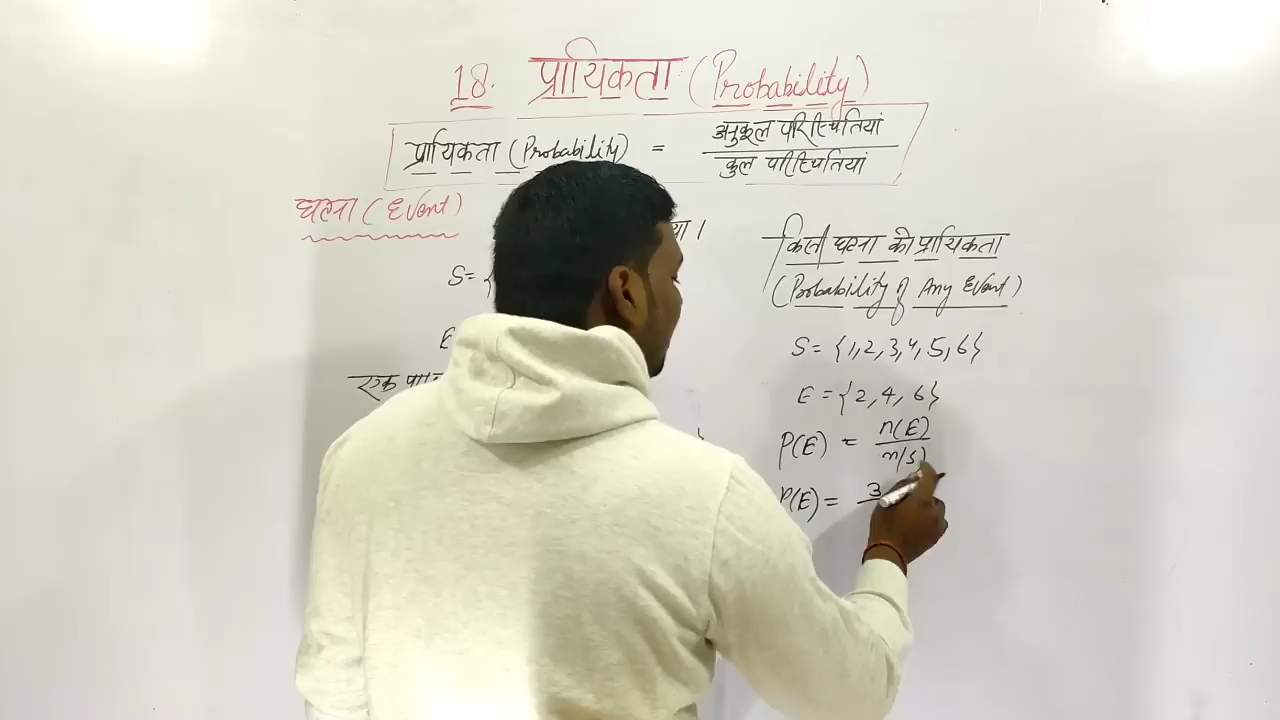 18. प्रायिकता (Probability)
प्रायिकता (Probability) = अनुकूल परिस्थितियां
कुल परिस्थितियां
घटना (Event)
S= {
E
एक
किसी घटना की प्रायिकता
(Probability of Any Event)
S= {1,2,3,4,5,6}
E = {2,4,6}
P(E) = n(E)
n(s)
P(E) = 3